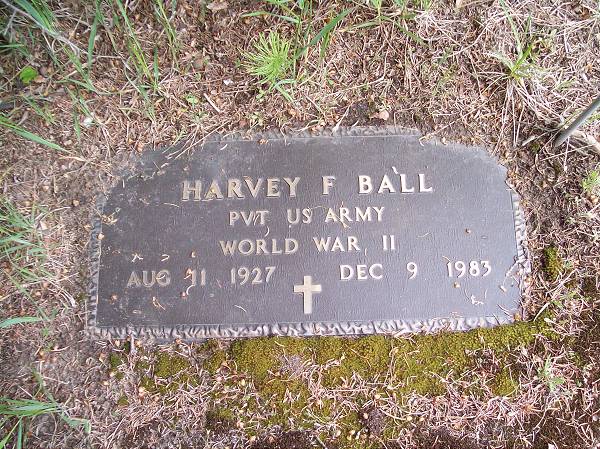 HARVEY F BALL
PVT US ARMY
WORLD WAR II
AUG 11 1927 DEC 9 1983